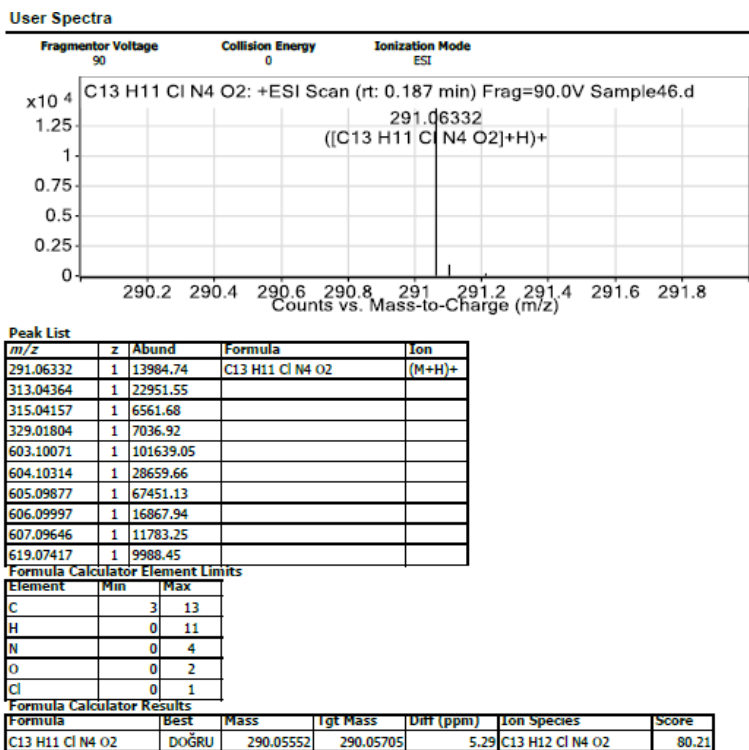 User Spectra
Fragmentor Voltage Collision Energy Ionization Mode
90 0 ESI
x10 4 C13 H11 Cl N4 O2: +ESI Scan (rt: 0.187 min) Frag=90.0V Sample46.d
291.06332
([C13 H11 Cl N4 O2]+H)+
1.25
1
0.75
0.5
0.25
0
290.2 290.4 290.6 290.8 291 291.2 291.4 291.6 291.8
Counts vs. Mass-to-Charge (m/z)
Peak List
m/z z Abund Formula Ion
291.06332 1 13984.74 C13 H11 Cl N4 O2 (M+H)+
313.04364 1 22951.55
315.04157 1 6561.68
329.01804 1 7036.92
603.10071 1 101639.05
604.10314 1 28659.66
605.09877 1 67451.13
606.09997 1 16867.94
607.09646 1 11783.25
619.07417 1 9988.45
Formula Calculator Element Limits
Element Min Max
C 3 13
H 0 11
N 0 4
O 0 2
Cl 0 1
Formula Calculator Results
Formula Best Mass Tgt Mass Diff (ppm) Ion Species Score
C13 H11 Cl N4 O2 DOĞRU 290.05552 290.05705 5.29 C13 H12 Cl N4 O2 80.21